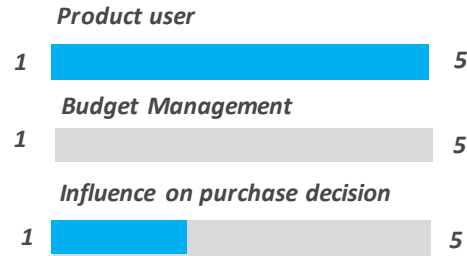 Product user
1 5
Budget Management
1 5
Influence on purchase decision
1 5